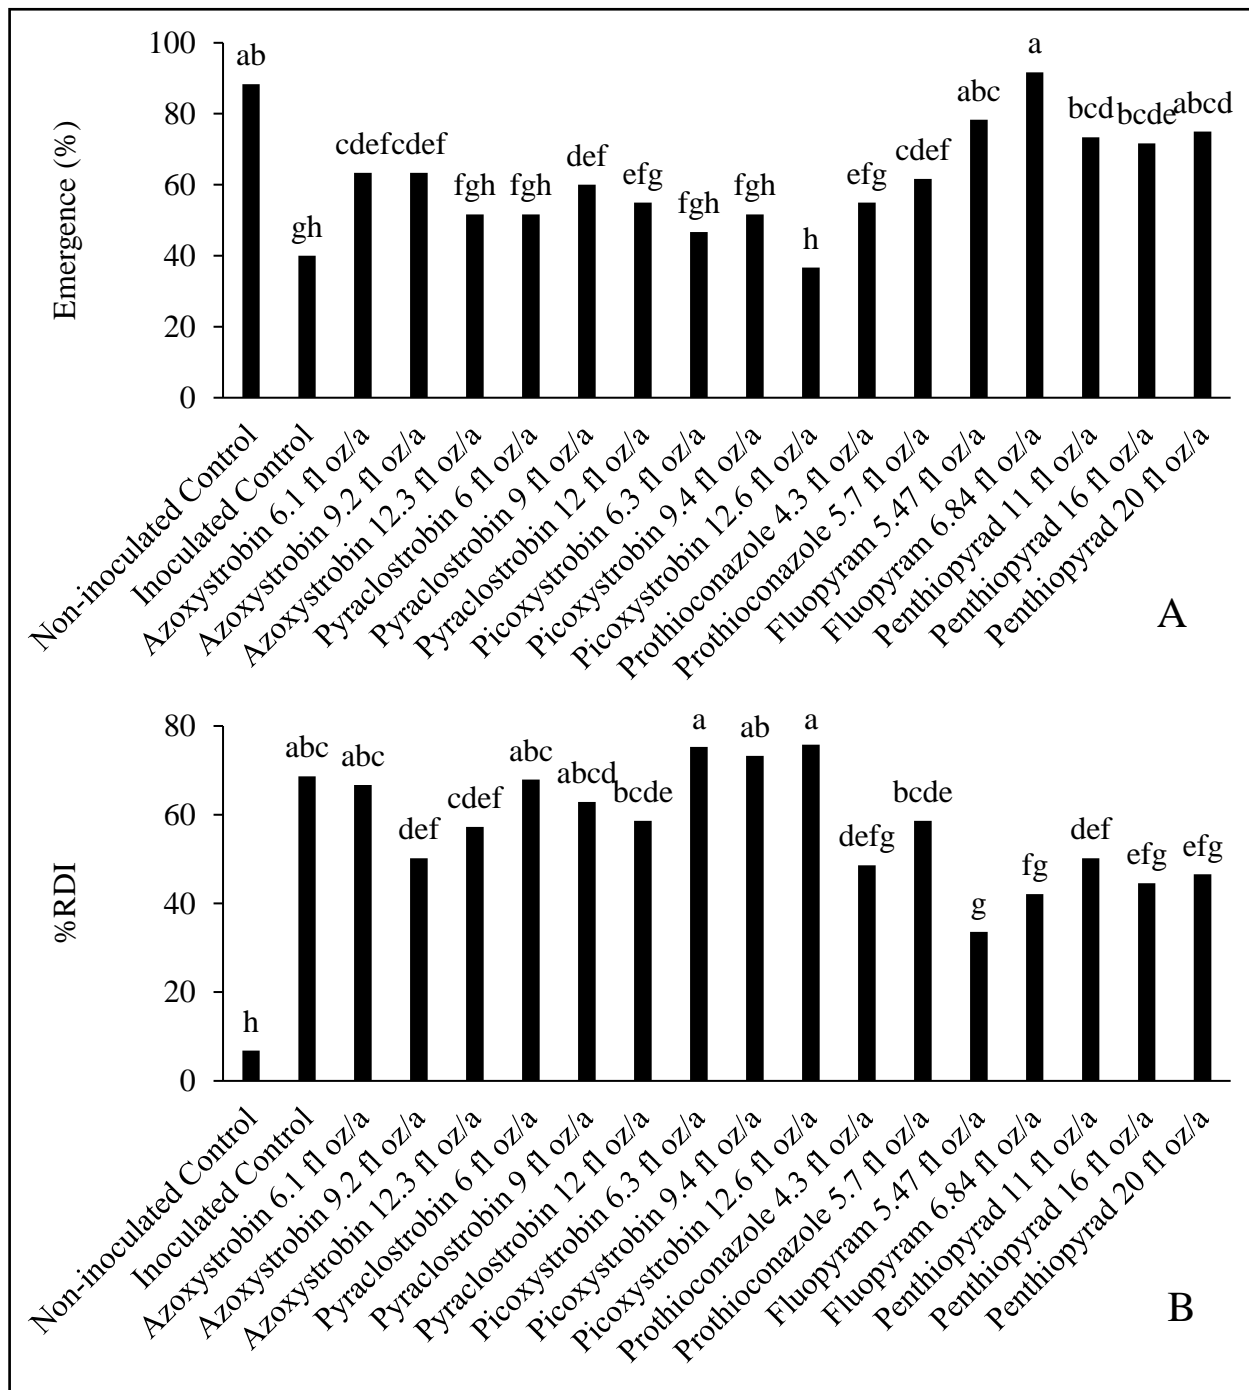 Emergence (%)
100
80
60
40
20
0
ab
gh
cdef
cdef
fgh
fgh
def
efg
fgh
fgh
h
efg
cdef
abc
a
bcd
bcde
abcd
Non-inoculated Control
Inoculated Control
Azoxystrobin 6.1 fl oz/a
Azoxystrobin 9.2 fl oz/a
Azoxystrobin 12.3 fl oz/a
Pyraclostrobin 6 fl oz/a
Pyraclostrobin 9 fl oz/a
Pyraclostrobin 12 fl oz/a
Picoxystrobin 6.3 fl oz/a
Picoxystrobin 9.4 fl oz/a
Picoxystrobin 12.6 fl oz/a
Prothioconazole 4.3 fl oz/a
Prothioconazole 5.7 fl oz/a
Fluopyram 5.47 fl oz/a
Fluopyram 6.84 fl oz/a
Penthiopyrad 11 fl oz/a
Penthiopyrad 16 fl oz/a
Penthiopyrad 20 fl oz/a
A
%RDI
80
60
40
20
0
h
abc
abc
def
cdef
abc
abcd
bcde
a
ab
a
defg
bcde
g
fg
def
efg
efg
Non-inoculated Control
Inoculated Control
Azoxystrobin 6.1 fl oz/a
Azoxystrobin 9.2 fl oz/a
Azoxystrobin 12.3 fl oz/a
Pyraclostrobin 6 fl oz/a
Pyraclostrobin 9 fl oz/a
Pyraclostrobin 12 fl oz/a
Picoxystrobin 6.3 fl oz/a
Picoxystrobin 9.4 fl oz/a
Picoxystrobin 12.6 fl oz/a
Prothioconazole 4.3 fl oz/a
Prothioconazole 5.7 fl oz/a
Fluopyram 5.47 fl oz/a
Fluopyram 6.84 fl oz/a
Penthiopyrad 11 fl oz/a
Penthiopyrad 16 fl oz/a
Penthiopyrad 20 fl oz/a
B